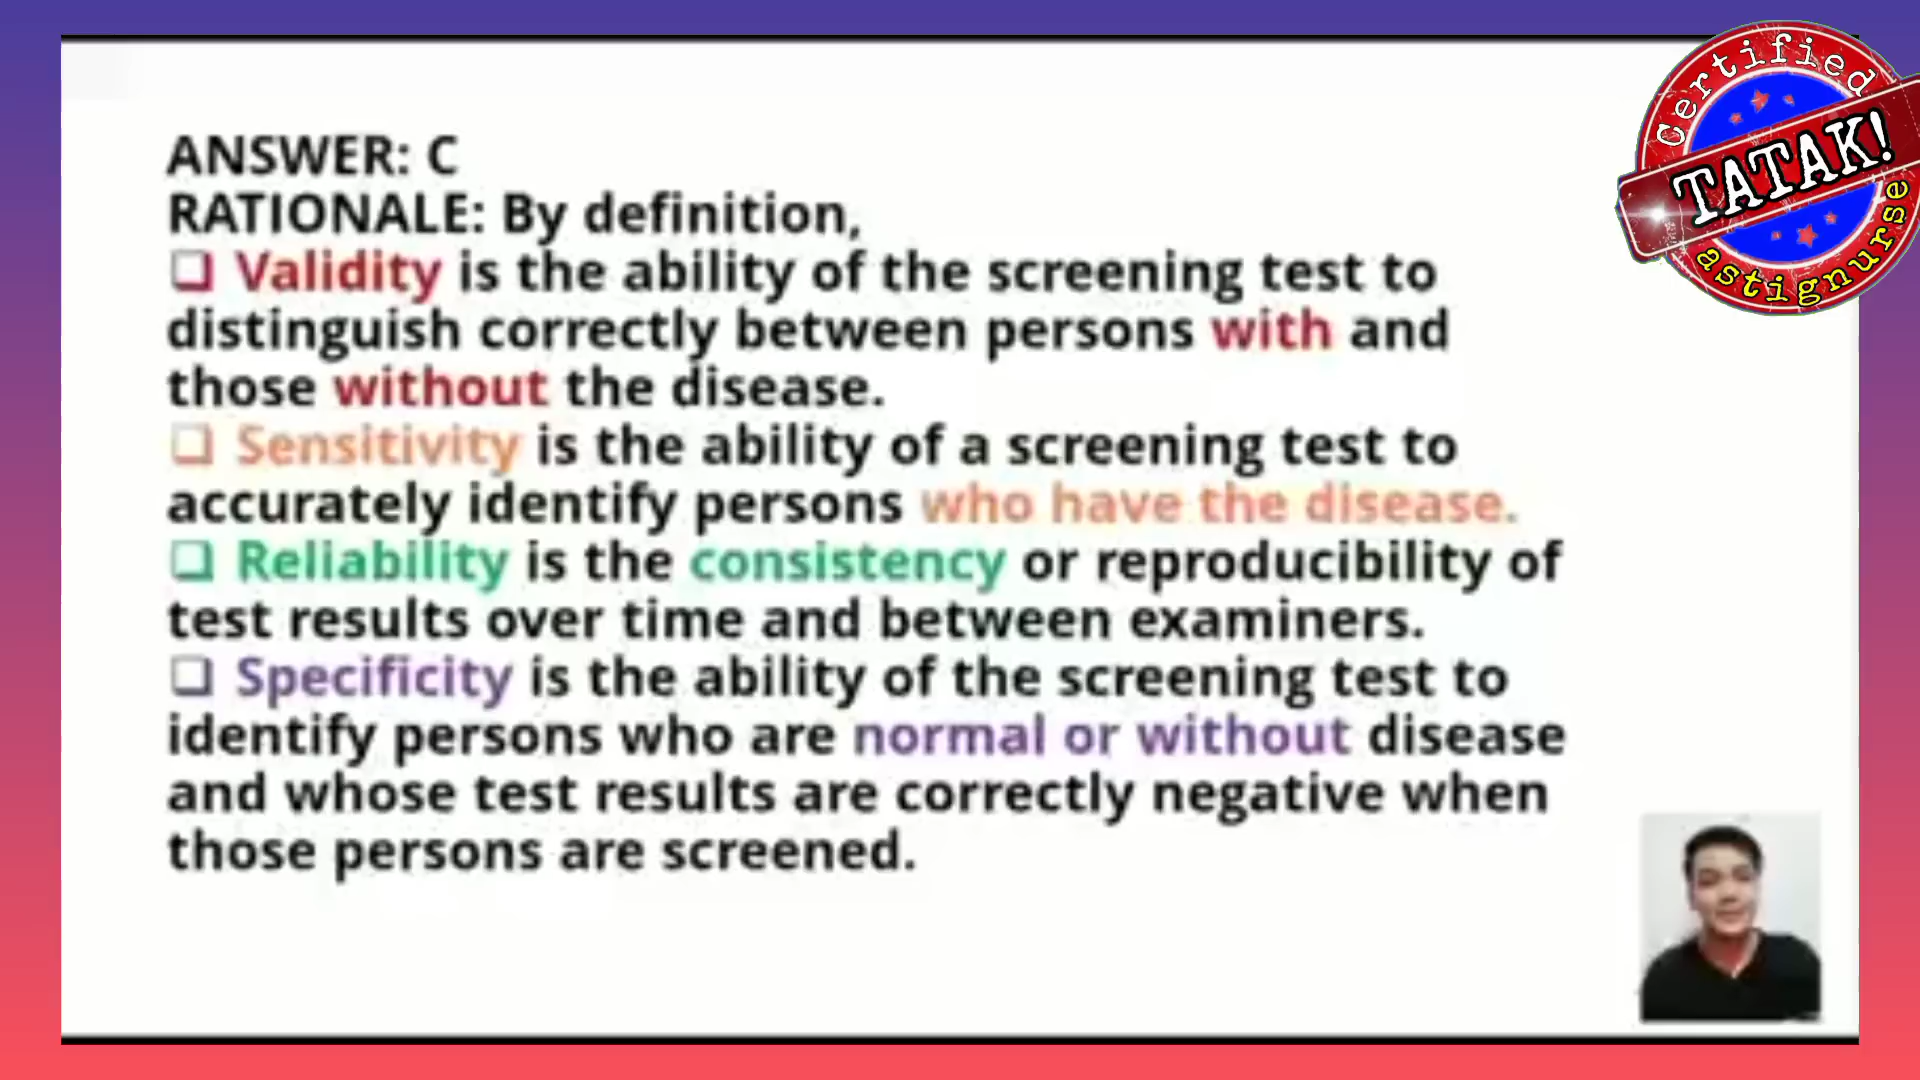 ANSWER: C
RATIONALE: By definition,
❑ Validity is the ability of the screening test to
distinguish correctly between persons with and
those without the disease.
❑ Sensitivity is the ability of a screening test to
accurately identify persons who have the disease.
❑ Reliability is the consistency or reproducibility of
test results over time and between examiners.
❑ Specificity is the ability of the screening test to
identify persons who are normal or without disease
and whose test results are correctly negative when
those persons are screened.
Certified
TATAK!
astignurse